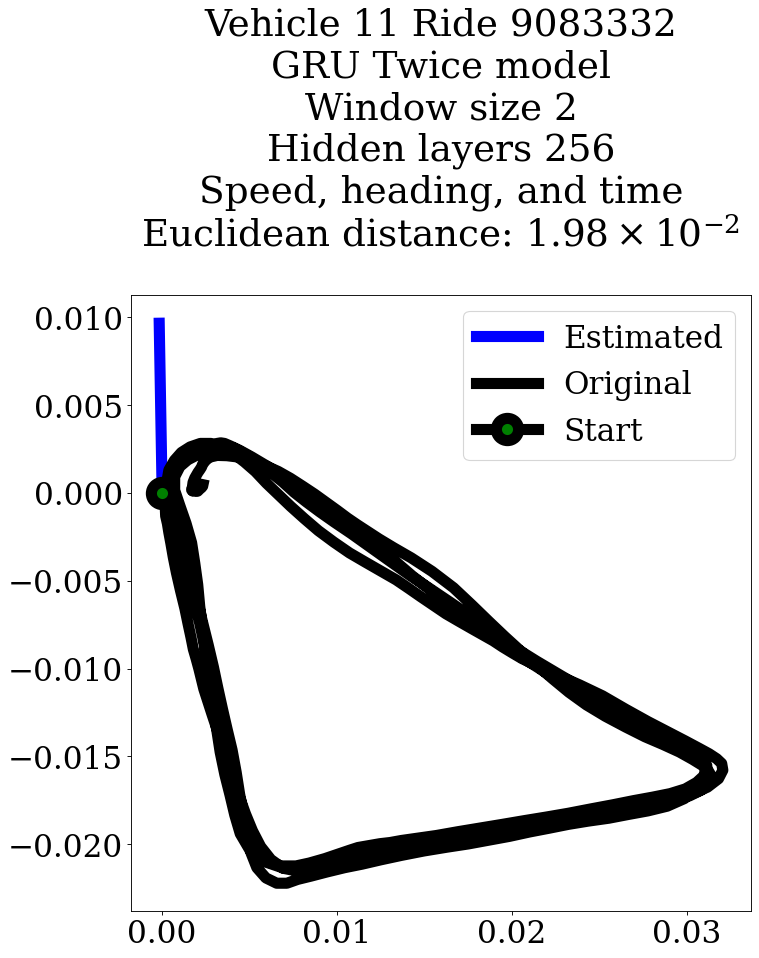 Vehicle 11 Ride 9083332
GRU Twice model
Window size 2
Hidden layers 256
Speed, heading, and time
Euclidean distance: 1.98 × 10⁻²
Estimated
Original
Start
0.010
0.005
0.000
−0.005
−0.010
−0.015
−0.020
0.00
0.01
0.02
0.03